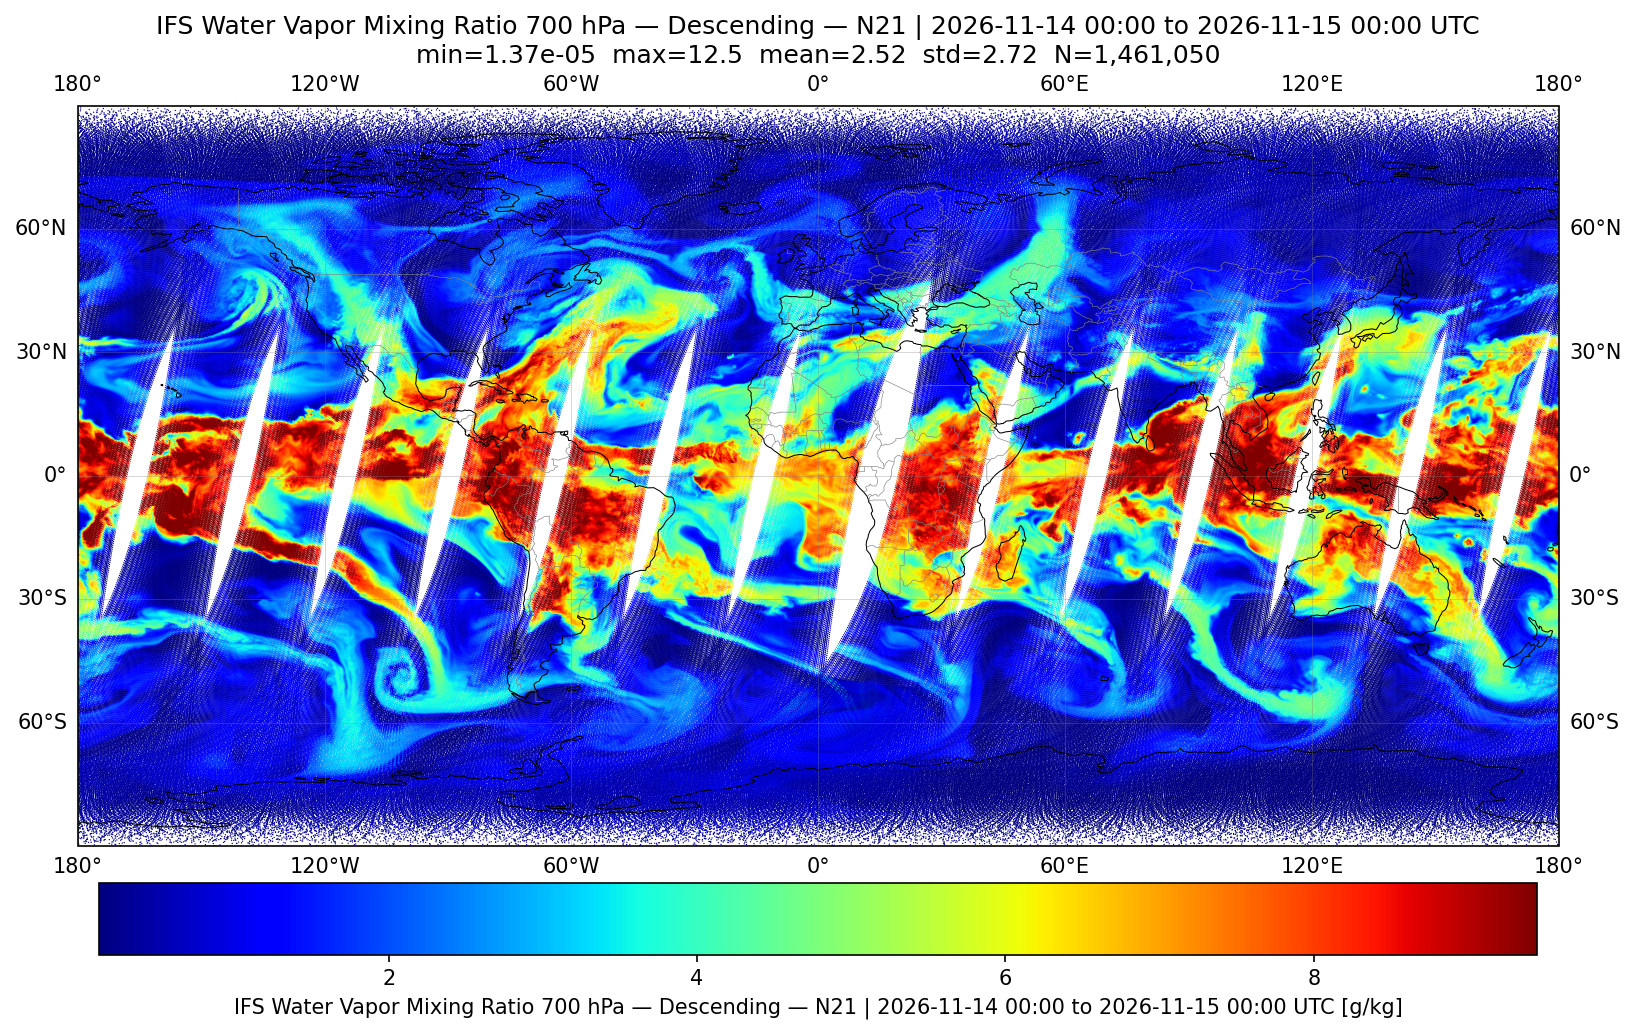 IFS Water Vapor Mixing Ratio 700 hPa — Descending — N21 | 2026-11-14 00:00 to 2026-11-15 00:00 UTC
min=1.37e-05 max=12.5 mean=2.52 std=2.72 N=1,461,050
180° 120°W 60°W 0° 60°E 120°E 180°
60°N 60°N
30°N 30°N
0° 0°
30°S 30°S
60°S 60°S
180° 120°W 60°W 0° 60°E 120°E 180°
2 4 6 8
IFS Water Vapor Mixing Ratio 700 hPa — Descending — N21 | 2026-11-14 00:00 to 2026-11-15 00:00 UTC [g/kg]